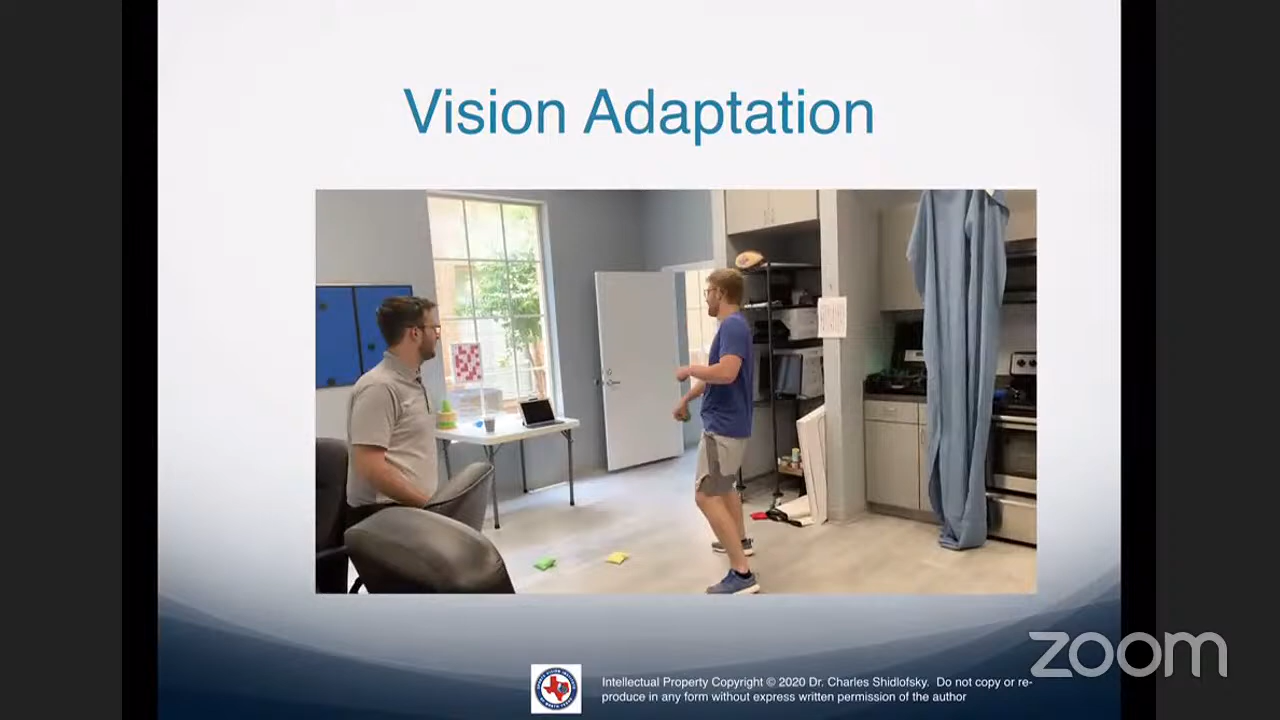 Vision Adaptation
Intellectual Property Copyright © 2020 Dr. Charles Shidlofsky. Do not copy or re-
produce in any form without express written permission of the author
zoom